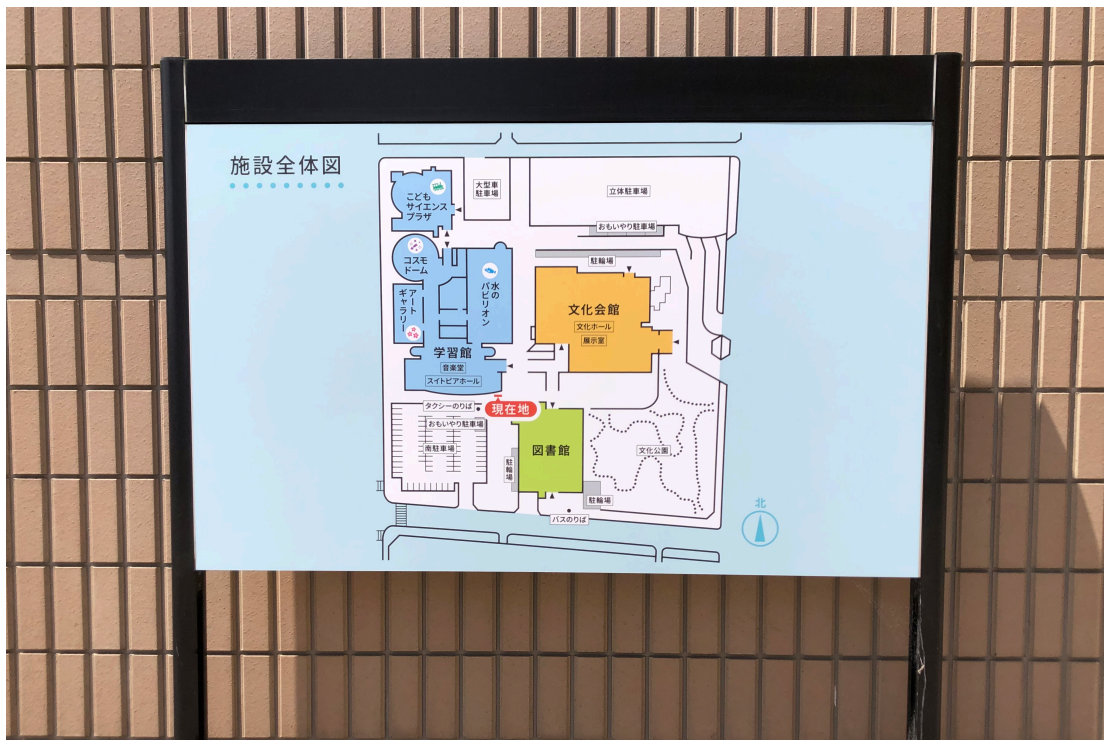 施設全体図
こども
サイエンス
プラザ
大型車
駐車場
立体駐車場
おもいやり駐車場
駐輪場
コスモ
ドーム
水の
パビリオン
アート
ギャラリー
文化会館
文化ホール
展示室
学習館
音楽堂
スイトピアホール
タクシーのりば
現在地
おもいやり駐車場
南駐車場
図書館
駐輪場
文化公園
駐輪場
バスのりば
北